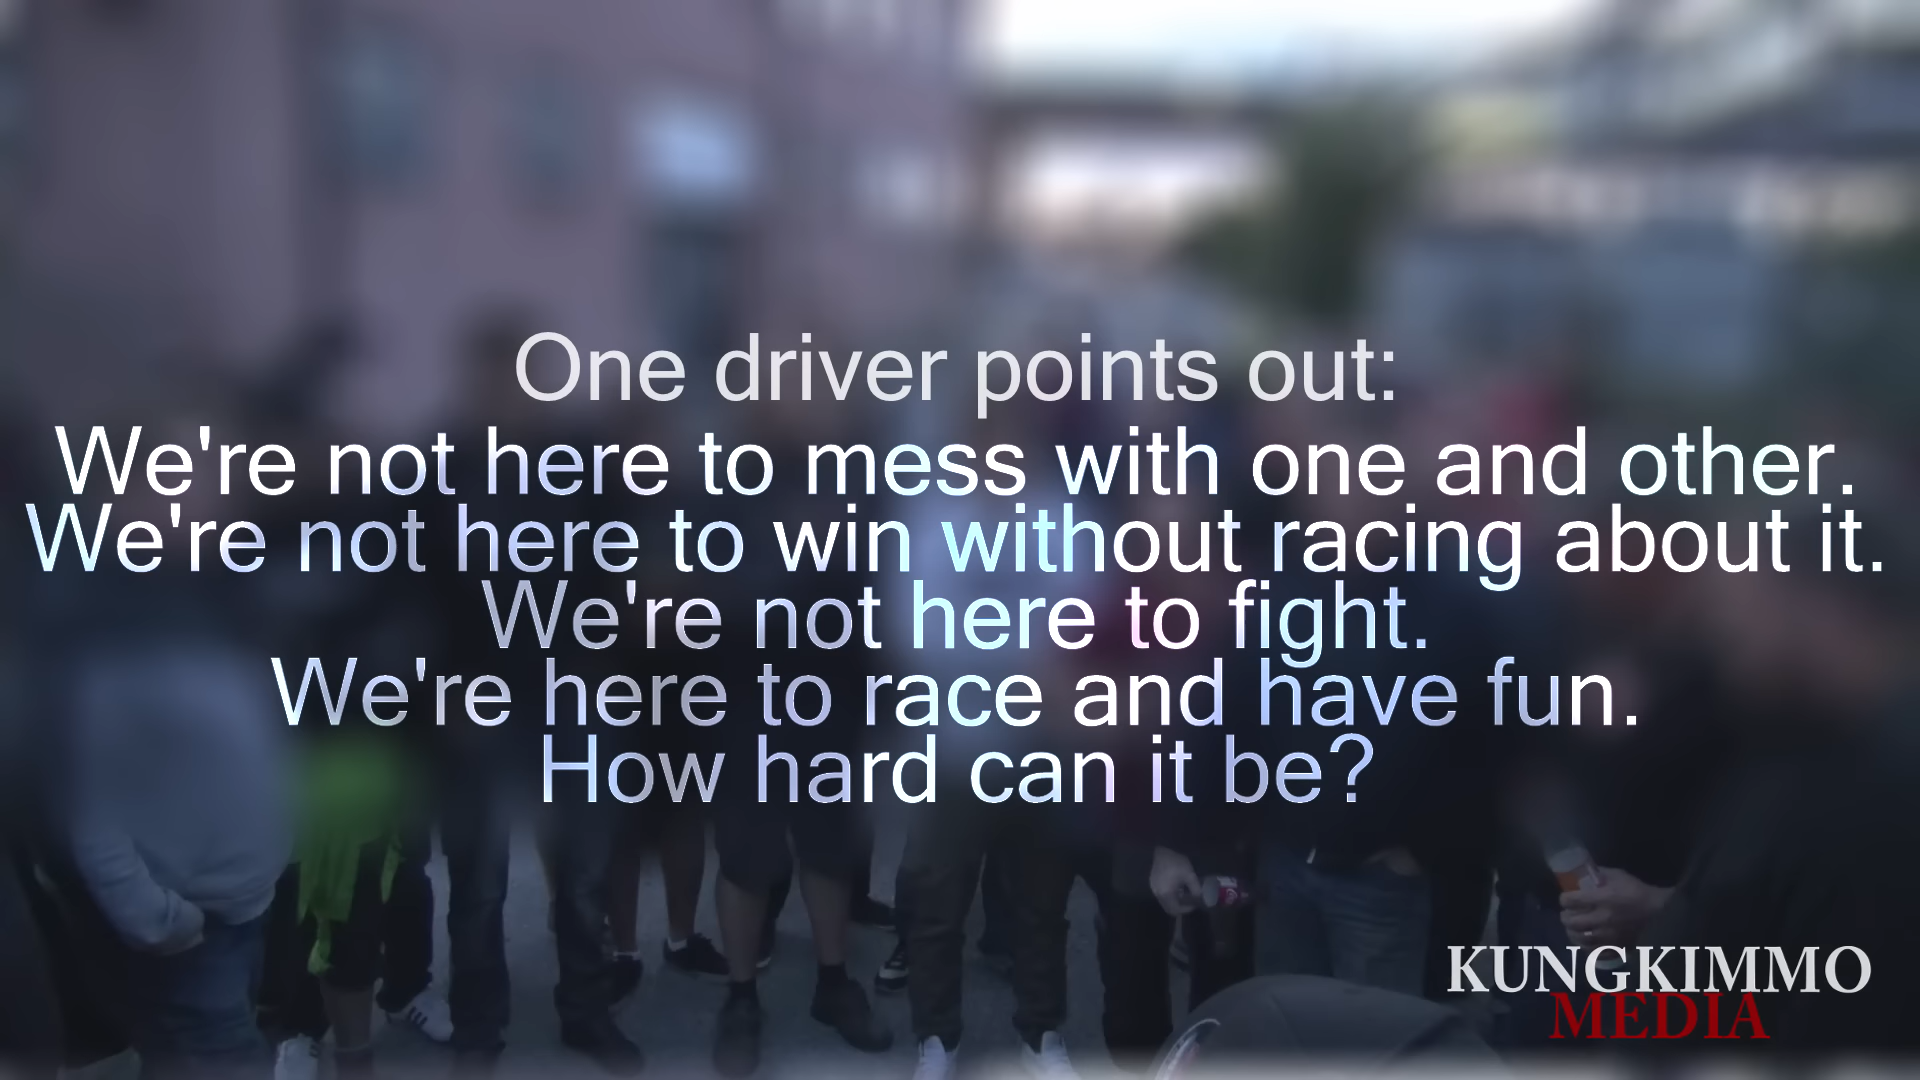 One driver points out:
We're not here to mess with one and other.
We're not here to win without racing about it.
We're not here to fight.
We're here to race and have fun.
How hard can it be?
KUNGKIMMO
MEDIA